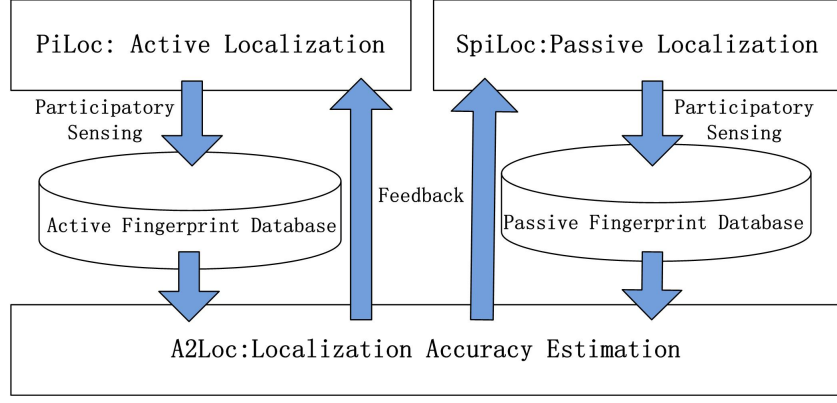 PiLoc: Active Localization
SpiLoc:Passive Localization
Participatory
Sensing
Participatory
Sensing
Feedback
Active Fingerprint Database
Passive Fingerprint Database
A2Loc:Localization Accuracy Estimation